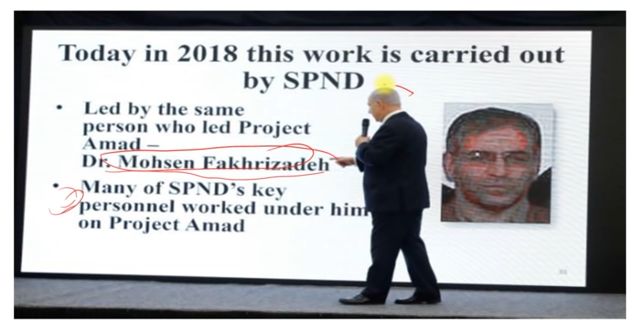 Today in 2018 this work is carried out
by SPND
• Led by the same
person who led Project
Amad –
Dr. Mohsen Fakhrizadeh
• Many of SPND's key
personnel worked under him
on Project Amad